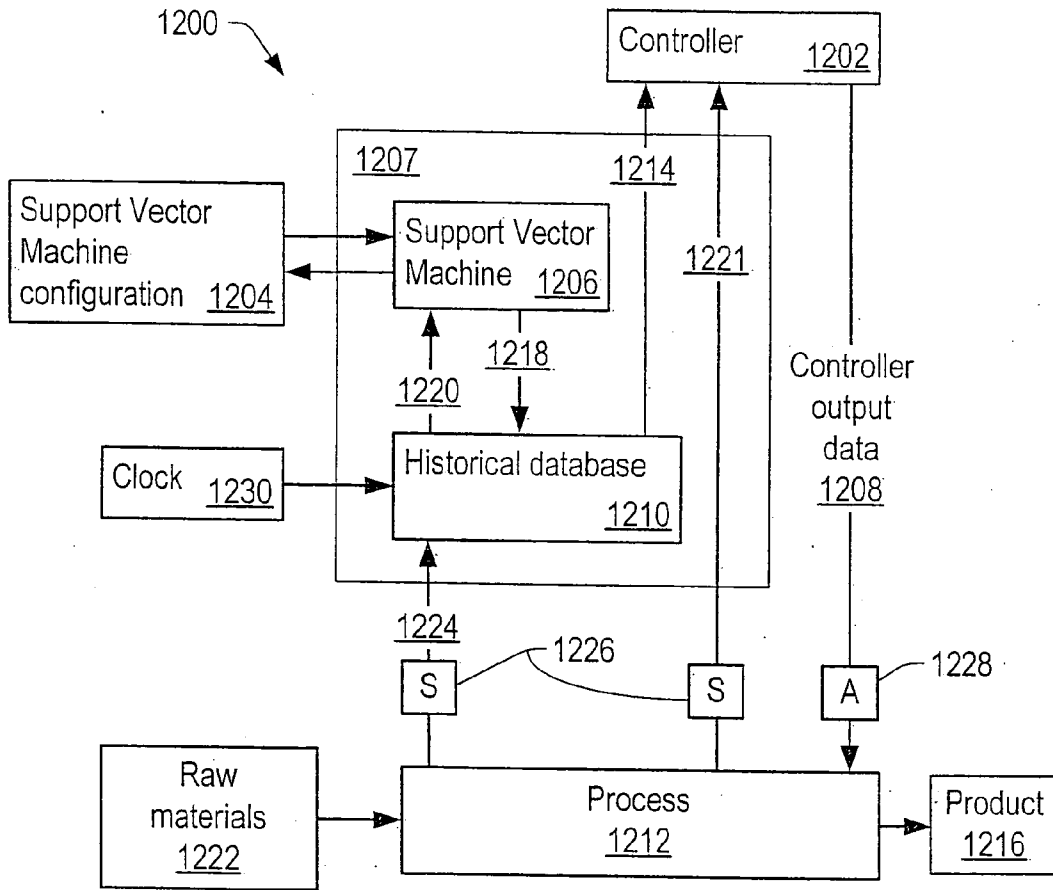 1200
Controller
1202
1207
1214
Support Vector
Machine
configuration 1204
Support Vector
Machine
1206
1221
1218
1220
Controller
output
data
1208
Clock
1230
Historical database
1210
1224
1226
1228
S
S
A
Raw
materials
1222
Process
1212
Product
1216